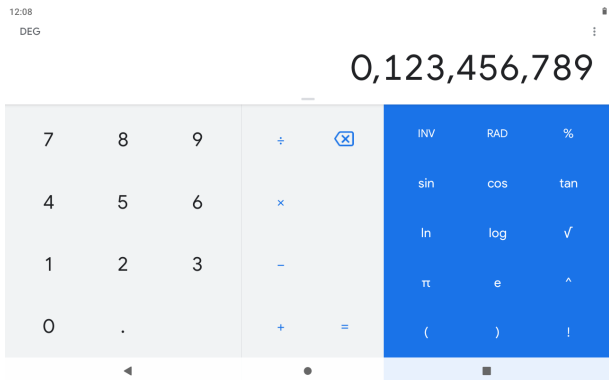 12:08
DEG
0,123,456,789
7 8 9 ÷ INV RAD %
sin cos tan
4 5 6 ×
ln log √
1 2 3 −
π e ^
0 . + =
( ) !